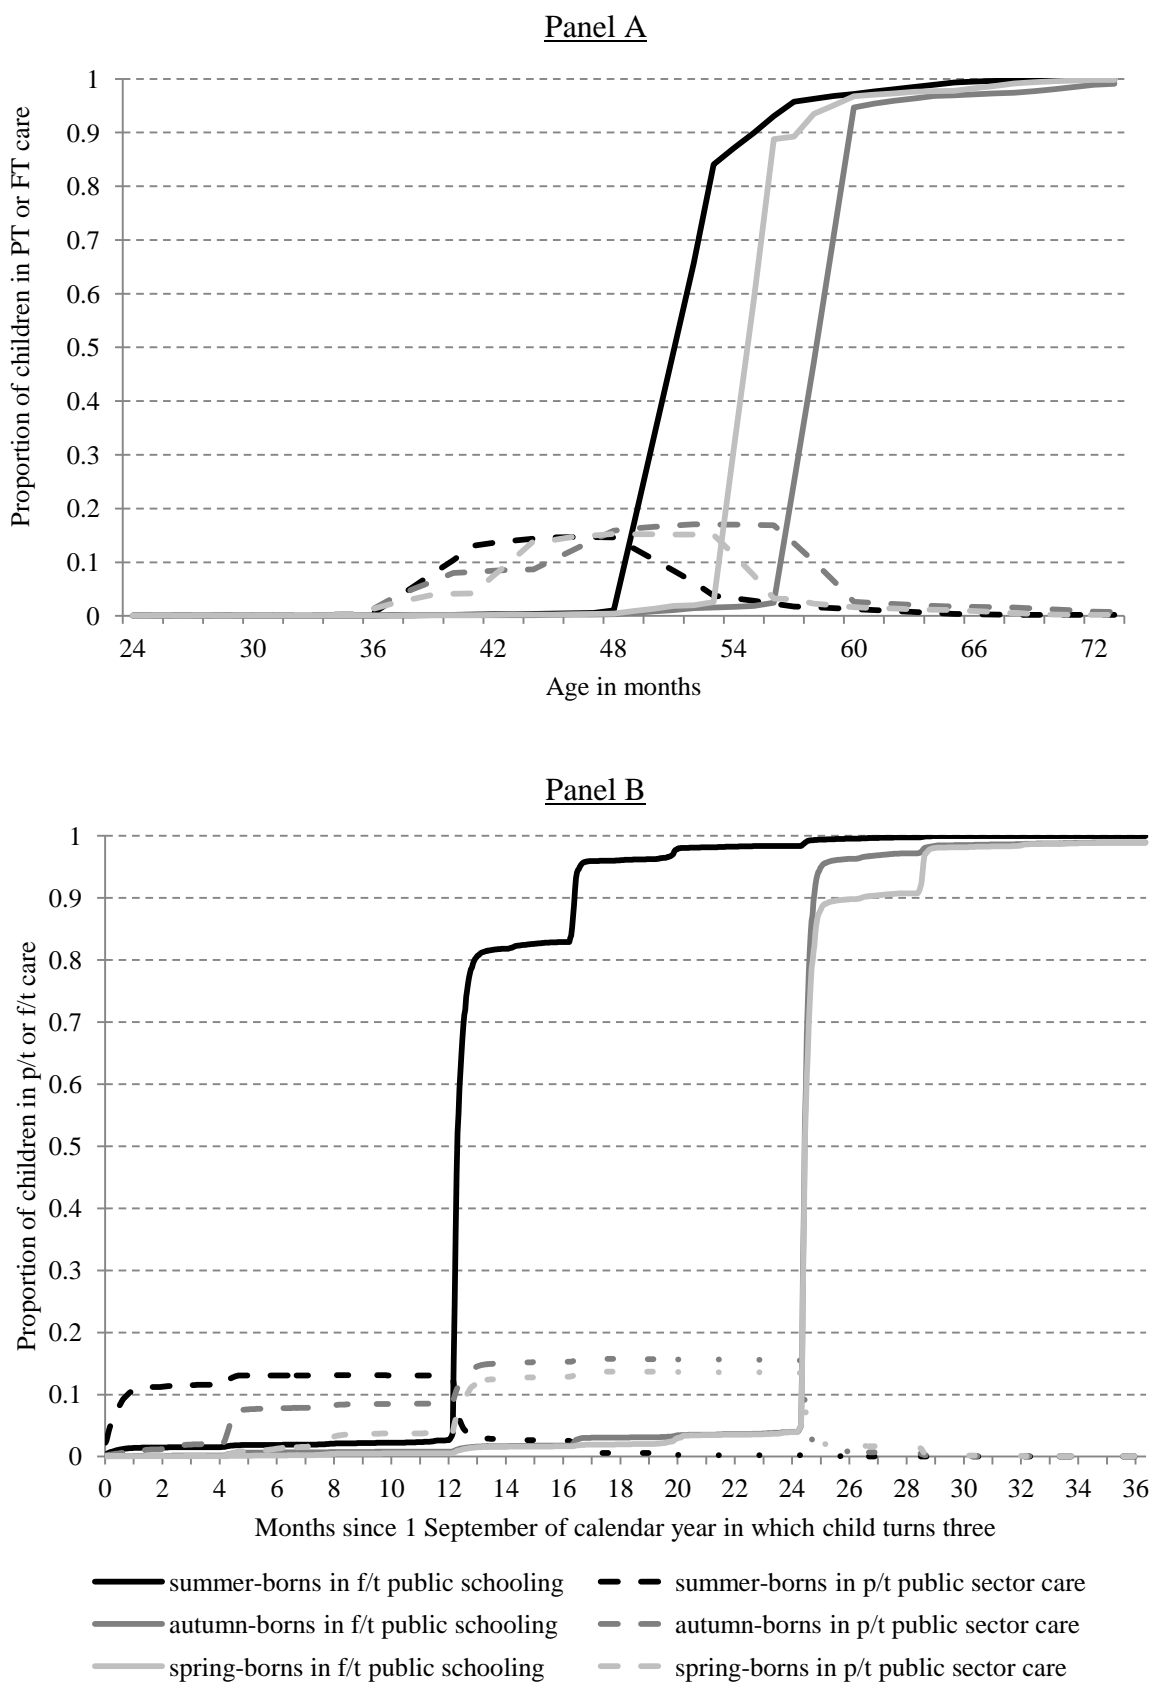 Panel A
Proportion of children in PT or FT care
1
0.9
0.8
0.7
0.6
0.5
0.4
0.3
0.2
0.1
0
24 30 36 42 48 54 60 66 72
Age in months
Panel B
Proportion of children in p/t or f/t care
1
0.9
0.8
0.7
0.6
0.5
0.4
0.3
0.2
0.1
0
0 2 4 6 8 10 12 14 16 18 20 22 24 26 28 30 32 34 36
Months since 1 September of calendar year in which child turns three
summer-borns in f/t public schooling summer-borns in p/t public sector care
autumn-borns in f/t public schooling autumn-borns in p/t public sector care
spring-borns in f/t public schooling spring-borns in p/t public sector care